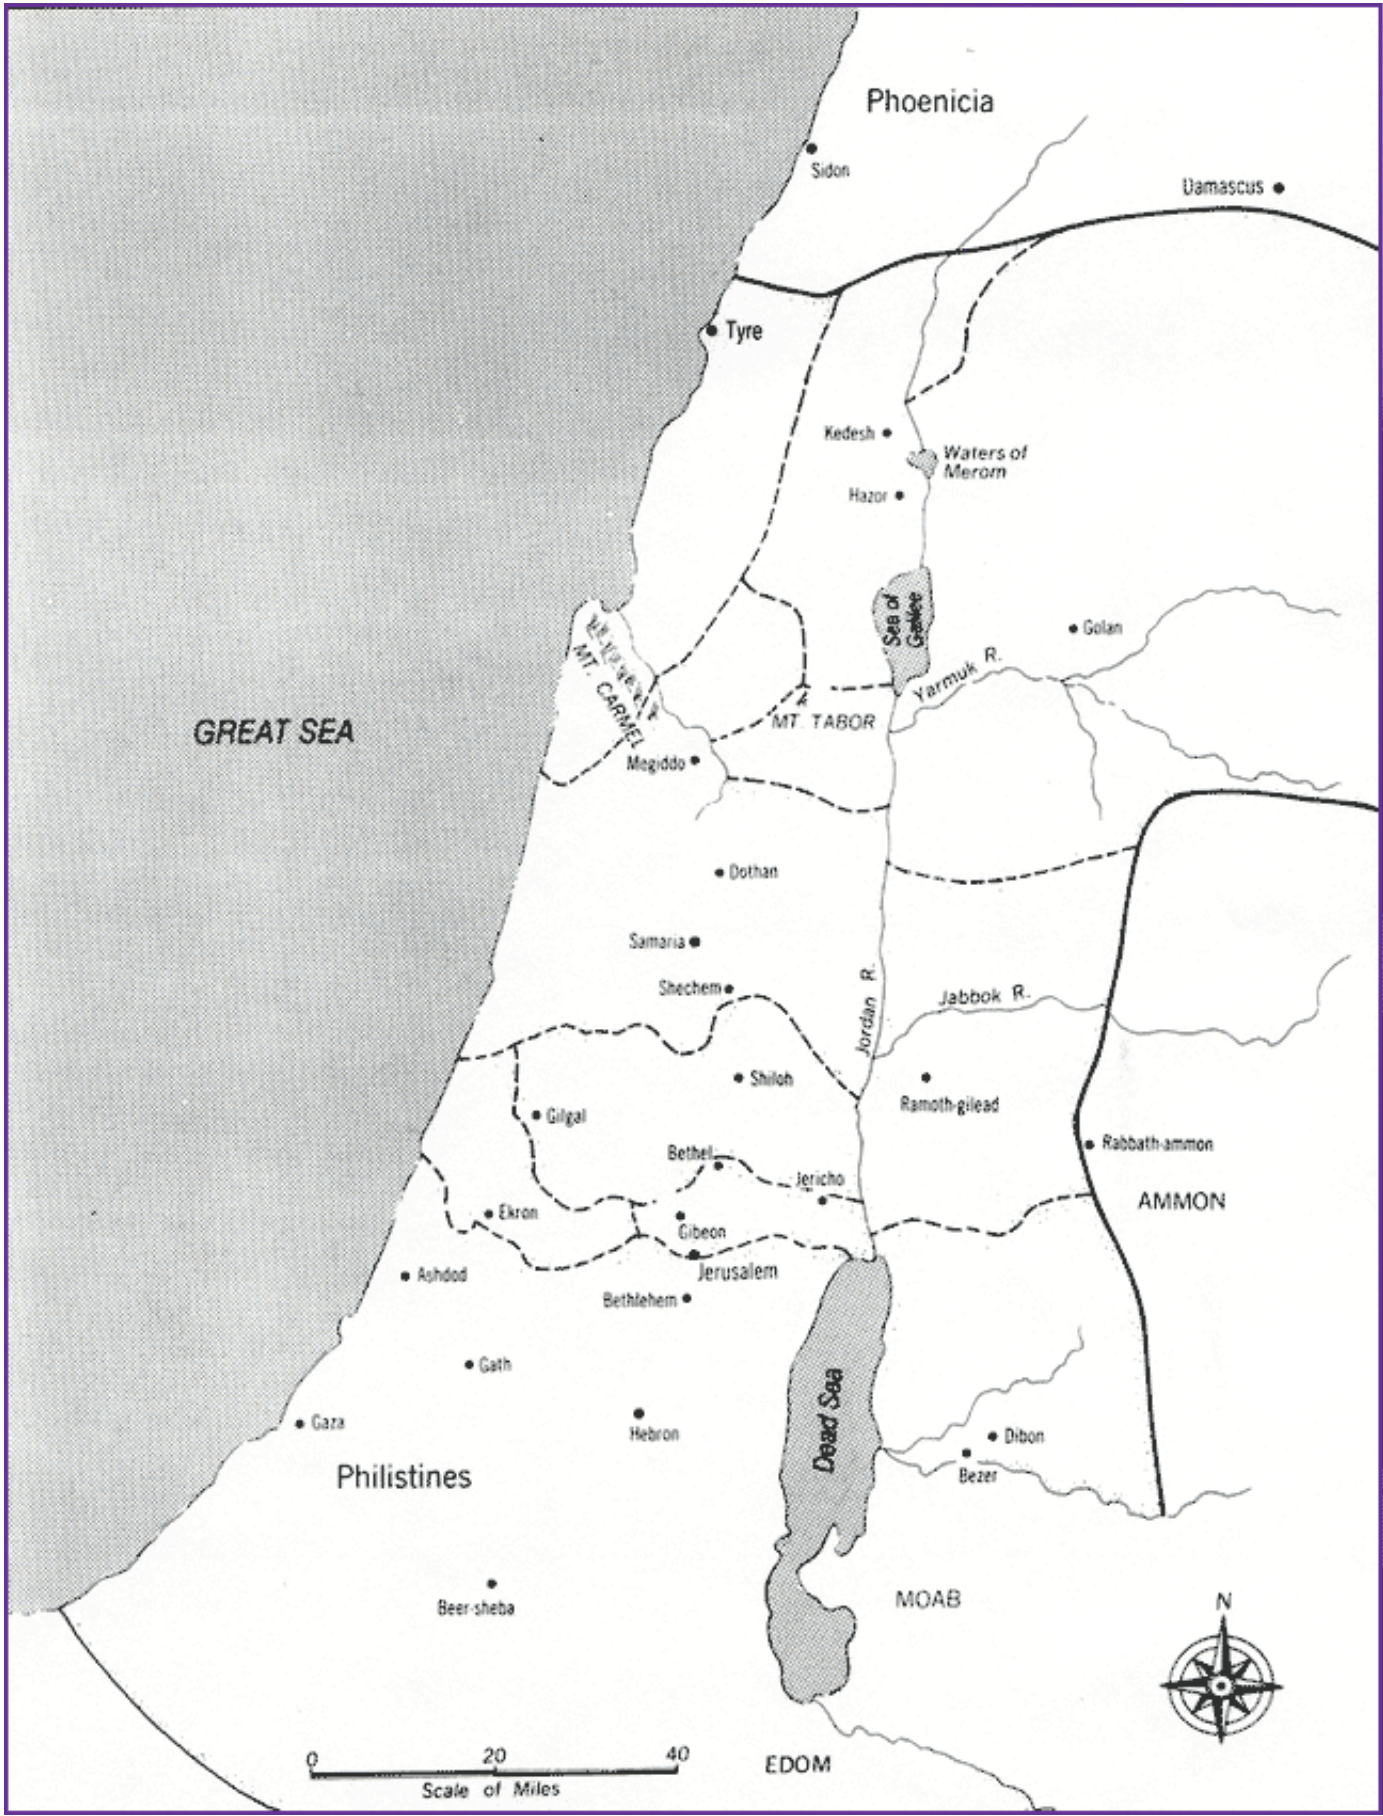 Phoenicia
Sidon
Damascus
Tyre
Kedesh
Waters of
Merom
Hazor
Sea of
Galilee
Golan
Yarmuk R.
MT. CARMEL
MT. TABOR
GREAT SEA
Megiddo
Dothan
Samaria
Shechem
Jordan R.
Jabbok R.
Shiloh
Ramoth-gilead
Gilgal
Rabbath-ammon
Bethel
Jericho
AMMON
Ekron
Gibeon
Jerusalem
Ashdod
Bethlehem
Gath
Dead Sea
Gaza
Hebron
Dibon
Bezer
Philistines
MOAB
N
Beer-sheba
0 20 40
Scale of Miles
EDOM